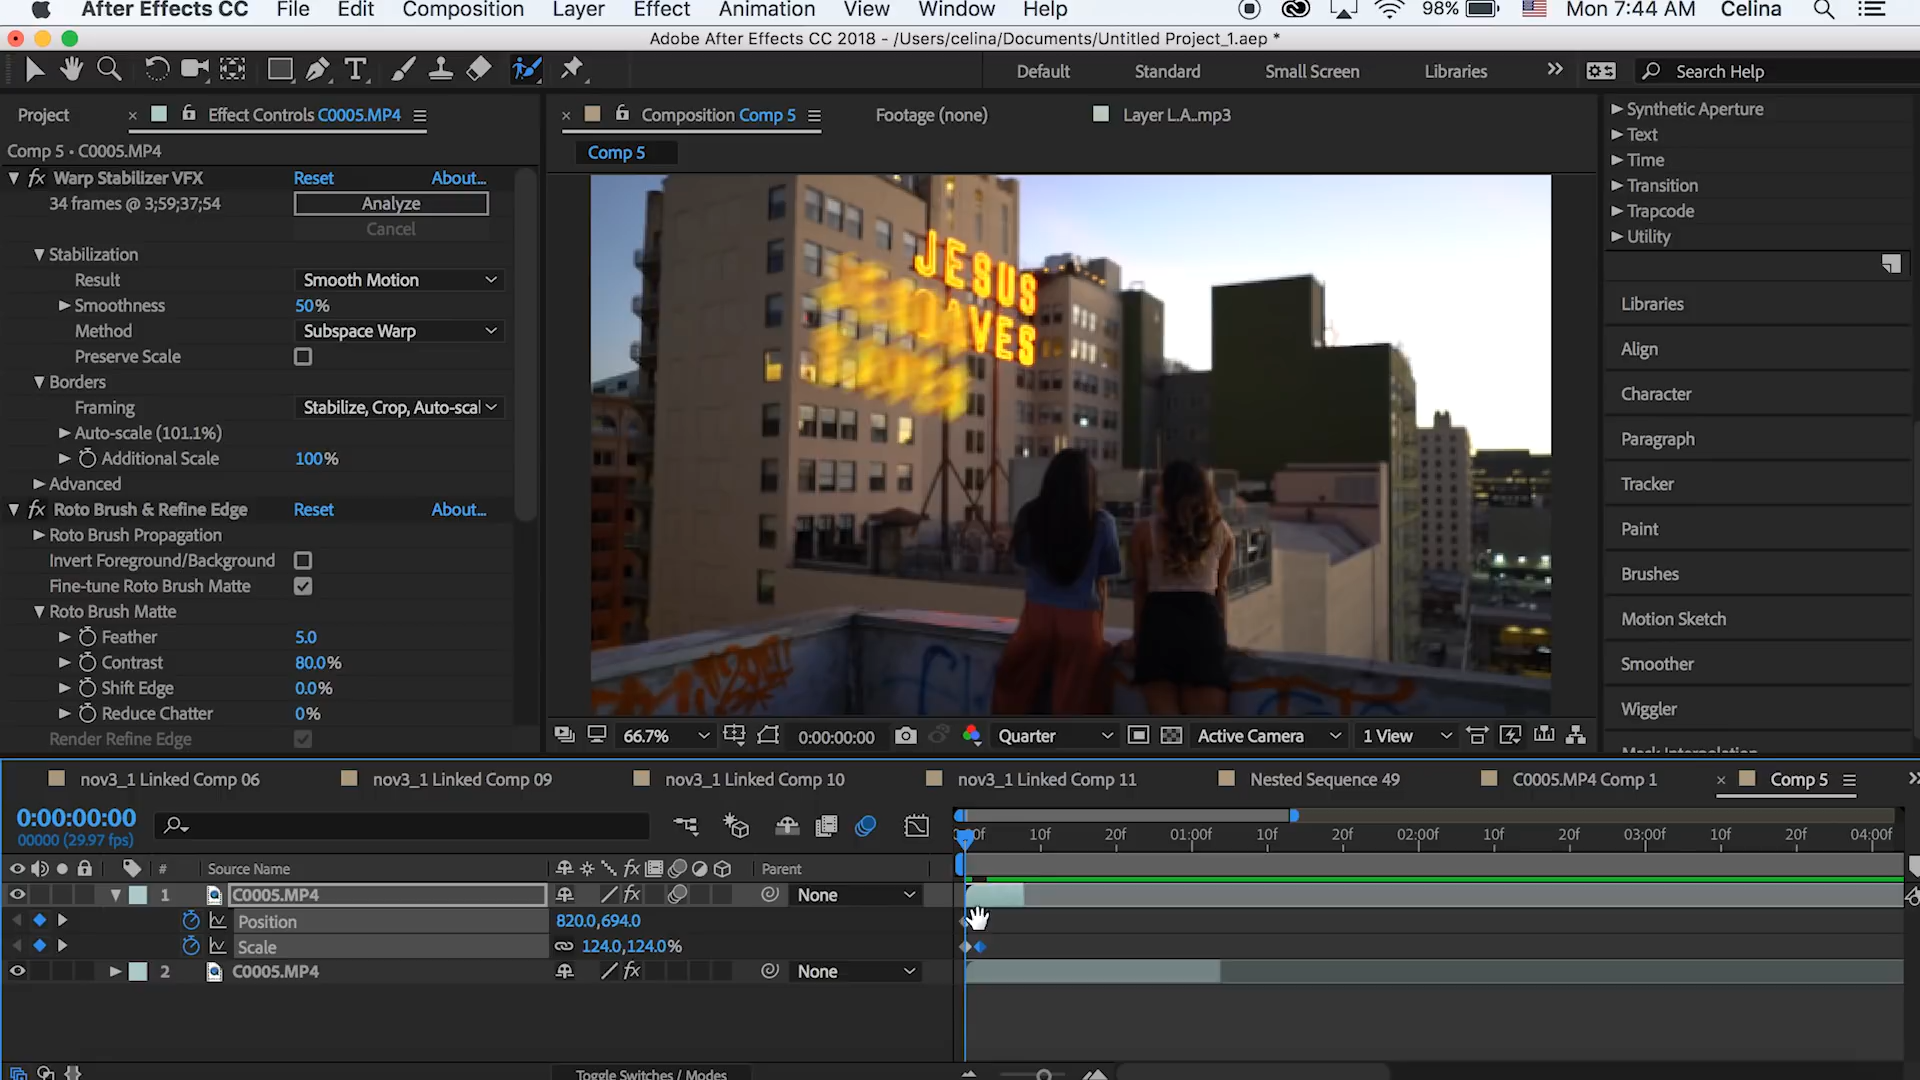 After Effects CC File Edit Composition Layer Effect Animation View Window Help 98% Mon 7:44 AM Celina
Adobe After Effects CC 2018 - /Users/celina/Documents/Untitled Project_1.aep *
Default Standard Small Screen Libraries Search Help
Project Effect Controls C0005.MP4 Composition Comp 5 Footage (none) Layer L.A..mp3
Comp 5 • C0005.MP4
Comp 5
fx Warp Stabilizer VFX Reset About...
34 frames @ 3;59;37;54 Analyze
Cancel
Stabilization
Result Smooth Motion
Smoothness 50%
Method Subspace Warp
Preserve Scale
Borders
Framing Stabilize, Crop, Auto-scal
Auto-scale (101.1%)
Additional Scale 100%
Advanced
fx Roto Brush & Refine Edge Reset About...
Roto Brush Propagation
Invert Foreground/Background
Fine-tune Roto Brush Matte
Roto Brush Matte
Feather 5.0
Contrast 80.0%
Shift Edge 0.0%
Reduce Chatter 0%
Render Refine Edge
JESUS
SAVES
66.7% 0:00:00:00 Quarter Active Camera 1 View
Synthetic Aperture
Text
Time
Transition
Trapcode
Utility
Libraries
Align
Character
Paragraph
Tracker
Paint
Brushes
Motion Sketch
Smoother
Wiggler
Mask Interpolation
nov3_1 Linked Comp 06 nov3_1 Linked Comp 09 nov3_1 Linked Comp 10 nov3_1 Linked Comp 11 Nested Sequence 49 C0005.MP4 Comp 1 Comp 5
0:00:00:00
00000 (29.97 fps)
10f 20f 01:00f 10f 20f 02:00f 10f 20f 03:00f 10f 20f 04:00f
# Source Name fx Parent
1 C0005.MP4 fx None
Position 820.0,694.0
Scale 124.0,124.0%
2 C0005.MP4 fx None
Toggle Switches / Modes